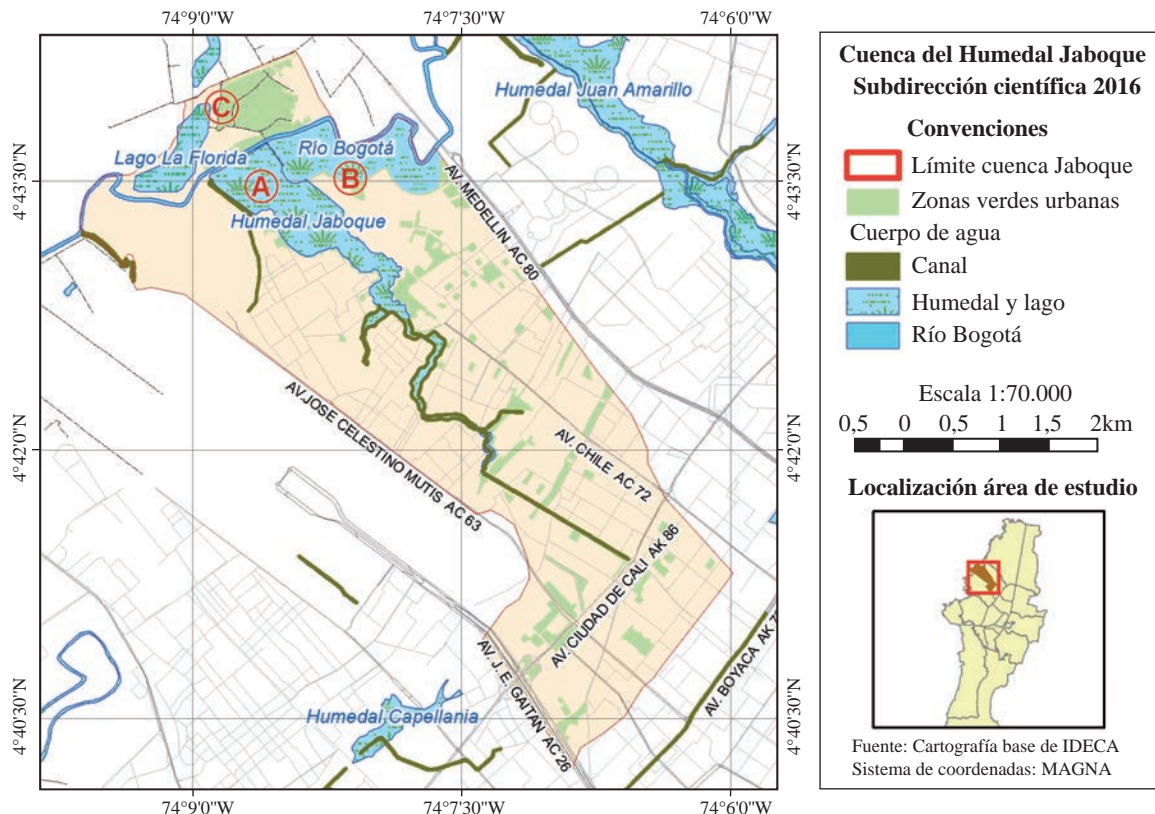 74°9'0"W
74°7'30"W
74°6'0"W
4°43'30"N
4°42'0"N
4°40'30"N
Humedal Juan Amarillo
C
Lago La Florida
Río Bogotá
A
B
Humedal Jaboque
AV. MEDELLIN AC 80
AV.JOSE CELESTINO MUTIS AC 63
AV. CHILE AC 72
AV. CIUDAD DE CALI AK 86
AV. BOYACA AK
AV. J. E. GAITAN AC 26
Humedal Capellania
4°43'30"N
4°42'0"N
4°40'30"N
74°9'0"W
74°7'30"W
74°6'0"W
Cuenca del Humedal Jaboque
Subdirección científica 2016
Convenciones
Límite cuenca Jaboque
Zonas verdes urbanas
Cuerpo de agua
Canal
Humedal y lago
Río Bogotá
Escala 1:70.000
0,5 0 0,5 1 1,5 2km
Localización área de estudio
Fuente: Cartografía base de IDECA
Sistema de coordenadas: MAGNA